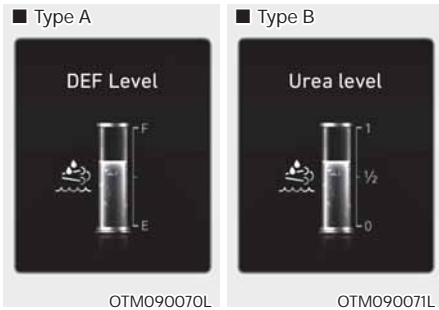 ■ Type A
DEF Level
F
E
OTM090070L
■ Type B
Urea level
1
½
0
OTM090071L